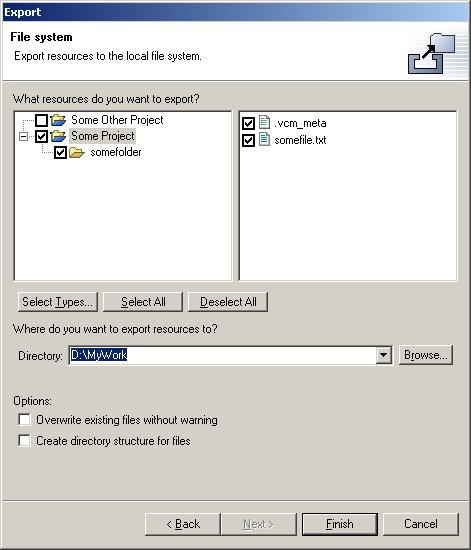 Export
File system
Export resources to the local file system.
What resources do you want to export?
Some Other Project
Some Project
somefolder
.vcm_meta
somefile.txt
Select Types...
Select All
Deselect All
Where do you want to export resources to?
Directory:
D:\MyWork
Browse...
Options:
Overwrite existing files without warning
Create directory structure for files
< Back
Next >
Finish
Cancel